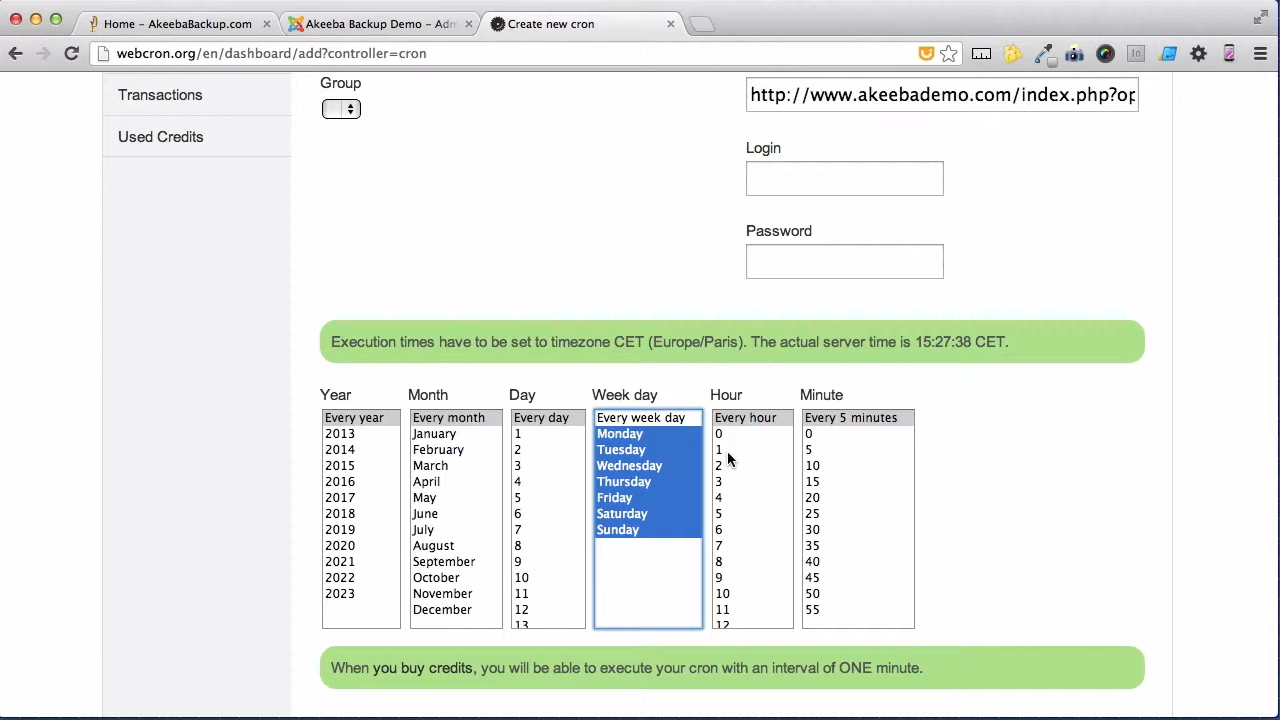 Home – AkeebaBackup.com
Akeeba Backup Demo – Adm
Create new cron
webcron.org/en/dashboard/add?controller=cron
Transactions
Used Credits
Group
http://www.akeebademo.com/index.php?op
Login
Password
Execution times have to be set to timezone CET (Europe/Paris). The actual server time is 15:27:38 CET.
Year Month Day Week day Hour Minute
Every year Every month Every day Every week day Every hour Every 5 minutes
2013 January 1 Monday 0 0
2014 February 2 Tuesday 1 5
2015 March 3 Wednesday 2 10
2016 April 4 Thursday 3 15
2017 May 5 Friday 4 20
2018 June 6 Saturday 5 25
2019 July 7 Sunday 6 30
2020 August 8 7 35
2021 September 9 8 40
2022 October 10 9 45
2023 November 11 10 50
December 12 11 55
13 12
When you buy credits, you will be able to execute your cron with an interval of ONE minute.